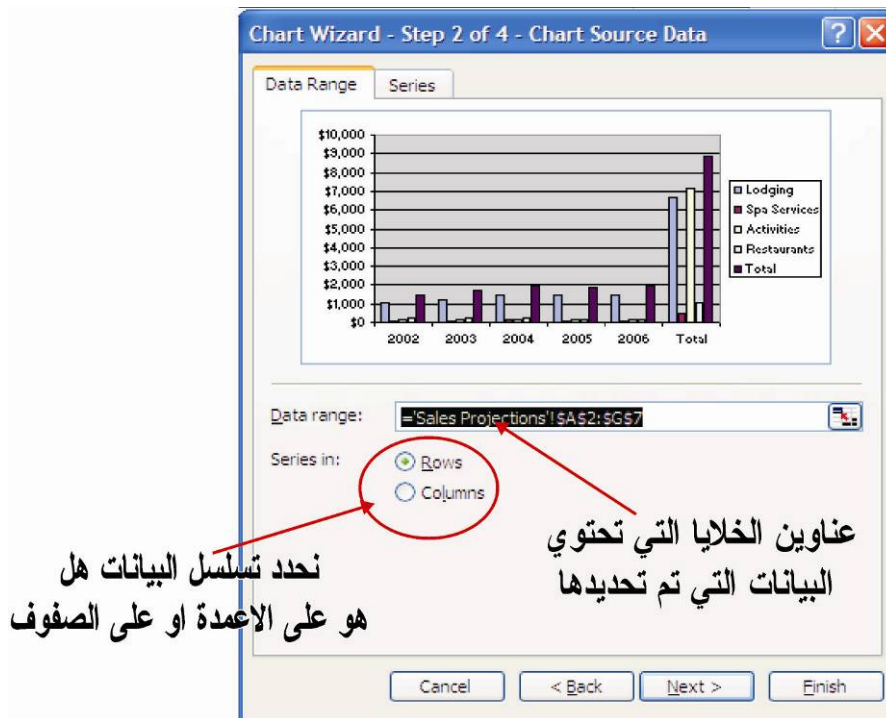 Chart Wizard - Step 2 of 4 - Chart Source Data
Data Range
Series
$10,000
$9,000
$8,000
$7,000
$6,000
$5,000
$4,000
$3,000
$2,000
$1,000
$0
2002 2003 2004 2005 2006 Total
Lodging
Spa Services
Activities
Restaurants
Total
Data range:
='Sales Projections'!$A$2:$G$7
Series in:
Rows
Columns
عناوين الخلايا التي تحتوي
البيانات التي تم تحديدها
نحدد تسلسل البيانات هل
هو على الاعمدة او على الصفوف
Cancel
< Back
Next >
Finish